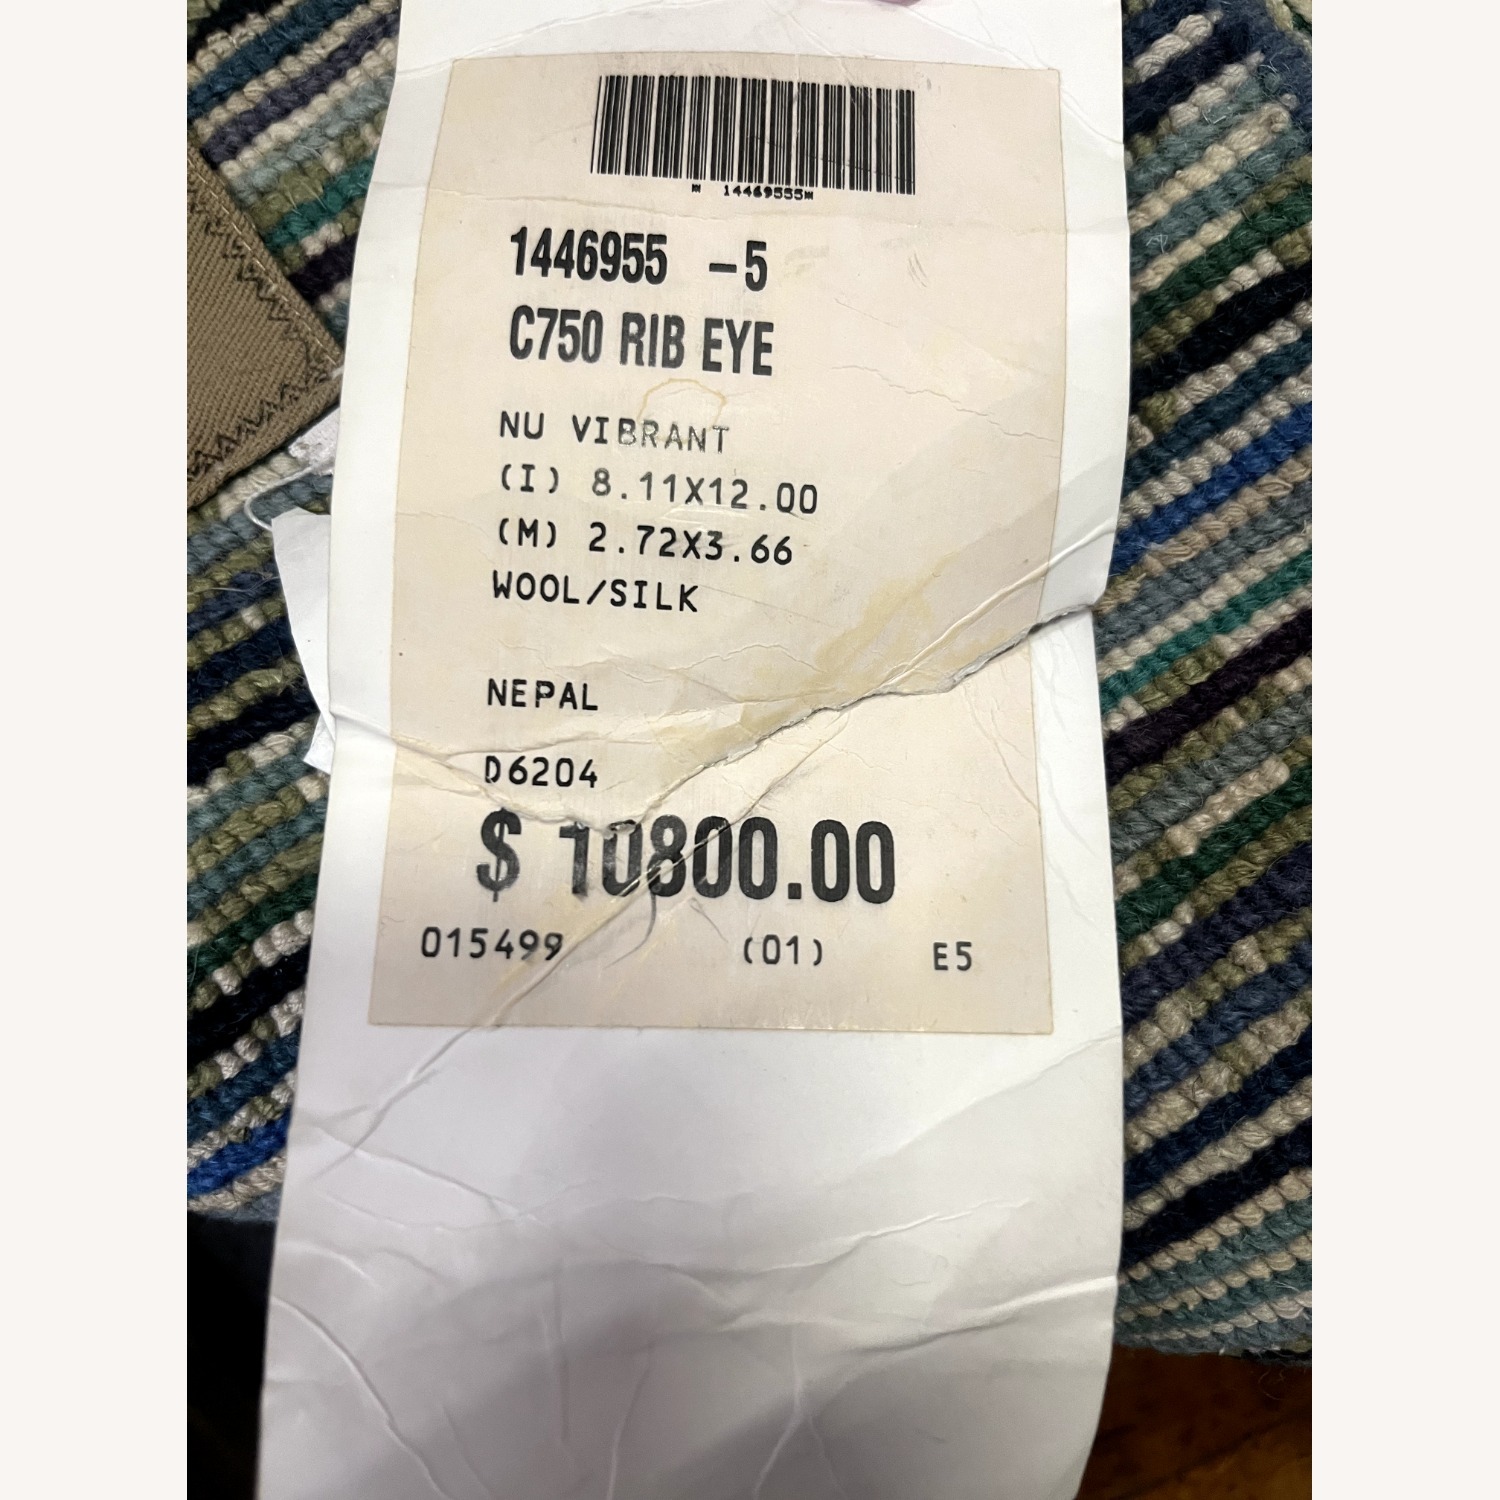 * 14469555*
1446955 -5
C750 RIB EYE
NU VIBRANT
(I) 8.11X12.00
(M) 2.72X3.66
WOOL/SILK
NEPAL
D6204
$ 10800.00
015499 (01) E5